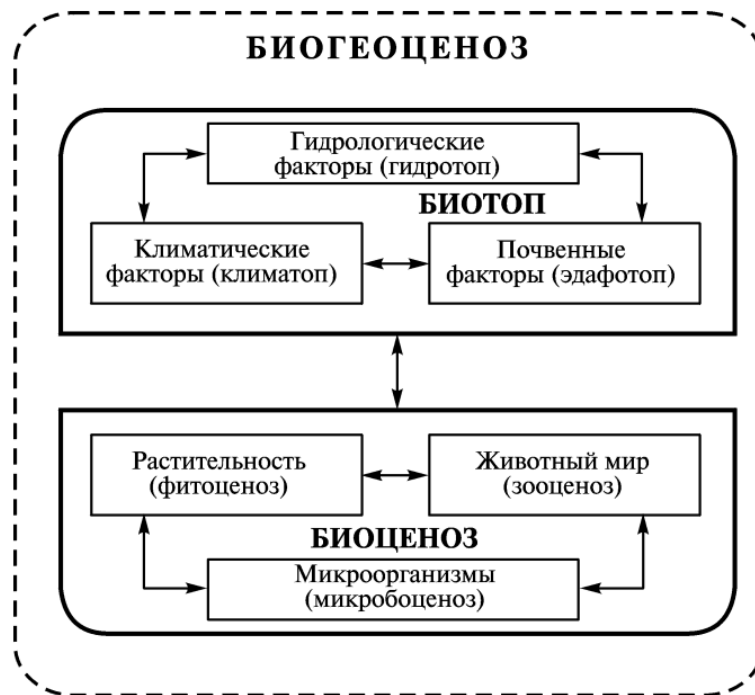 БИОГЕОЦЕНОЗ
Гидрологические
факторы (гидротоп)
БИОТОП
Климатические
факторы (климатоп)
Почвенные
факторы (эдафотоп)
Растительность
(фитоценоз)
Животный мир
(зооценоз)
БИОЦЕНОЗ
Микроорганизмы
(микробоценоз)